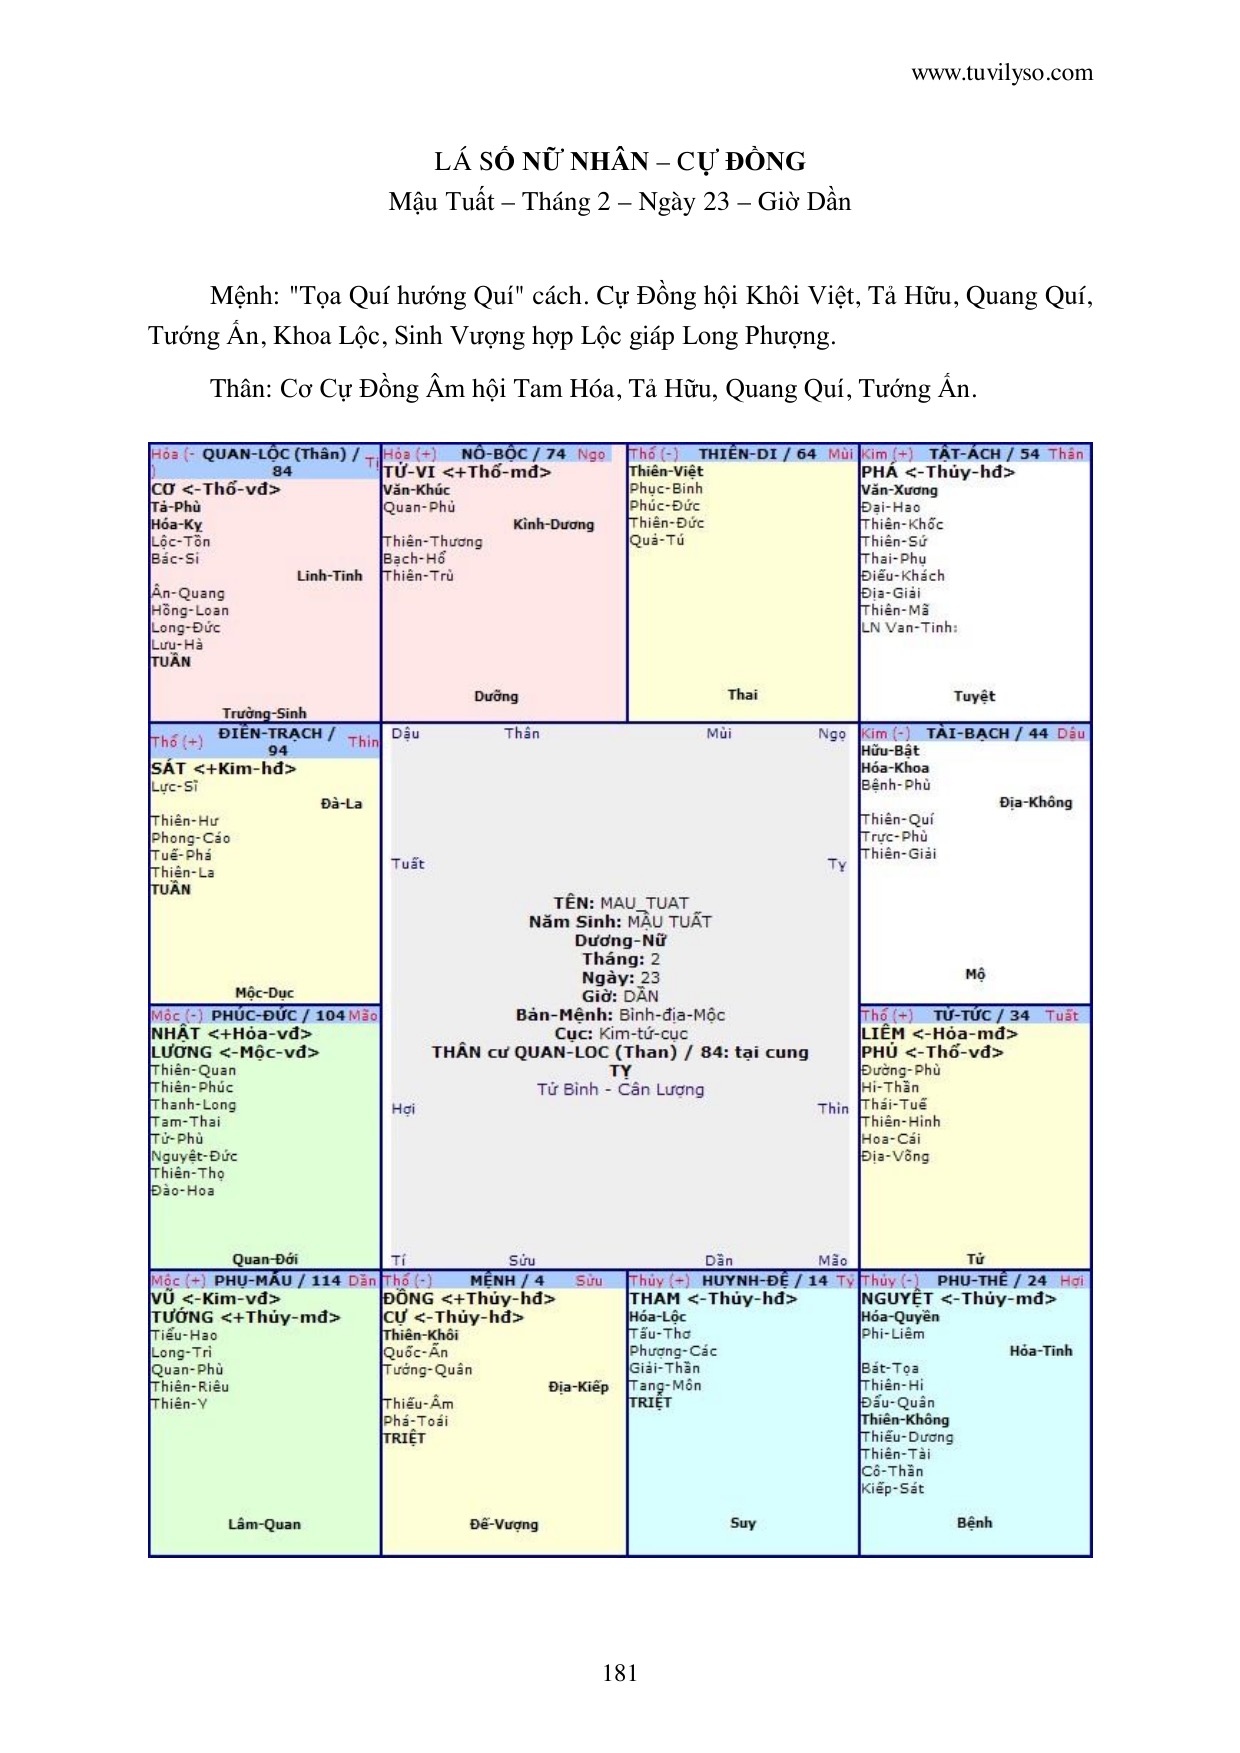 www.tuvilyso.com
LÁ SỐ NỮ NHÂN – CỰ ĐỒNG
Mậu Tuất – Tháng 2 – Ngày 23 – Giờ Dần
Mệnh: "Tọa Quí hướng Quí" cách. Cự Đồng hội Khôi Việt, Tả Hữu, Quang Quí,
Tướng Ấn, Khoa Lộc, Sinh Vượng hợp Lộc giáp Long Phượng.
Thân: Cơ Cự Đồng Âm hội Tam Hóa, Tả Hữu, Quang Quí, Tướng Ấn.
Hỏa (-) QUAN-LỘC (Thân) / 84 Tị
CƠ <-Thổ-vđ>
Tả-Phù
Hóa-Kỵ
Lộc-Tồn
Bác-Sĩ
Linh-Tinh
Ân-Quang
Hồng-Loan
Long-Đức
Lưu-Hà
TUẦN
Trường-Sinh
Hỏa (+) NÔ-BỘC / 74 Ngọ
TỬ-VI <+Thổ-mđ>
Văn-Khúc
Quan-Phủ
Kình-Dương
Thiên-Thương
Bạch-Hổ
Thiên-Trù
Dưỡng
Thổ (-) THIÊN-DI / 64 Mùi
Thiên-Việt
Phục-Binh
Phúc-Đức
Thiên-Đức
Quả-Tú
Thai
Kim (+) TẬT-ÁCH / 54 Thân
PHÁ <-Thủy-hđ>
Văn-Xương
Đại-Hao
Thiên-Khốc
Thiên-Sứ
Thai-Phụ
Điếu-Khách
Địa-Giải
Thiên-Mã
LN Van-Tinh:
Tuyệt
Thổ (+) ĐIỀN-TRẠCH / 94 Thìn
SÁT <+Kim-hđ>
Lực-Sĩ
Đà-La
Thiên-Hư
Phong-Cáo
Tuế-Phá
Thiên-La
TUẦN
Mộc-Dục
Dậu Thân Mùi Ngọ
Tuất Tỵ
TÊN: MAU_TUAT
Năm Sinh: MẬU TUẤT
Dương-Nữ
Tháng: 2
Ngày: 23
Giờ: DẦN
Bản-Mệnh: Bình-địa-Mộc
Cục: Kim-tứ-cục
THÂN cư QUAN-LOC (Than) / 84: tại cung
TỴ
Tử Bình - Cân Lượng
Hợi Thìn
Tí Sửu Dần Mão
Kim (-) TÀI-BẠCH / 44 Dậu
Hữu-Bật
Hóa-Khoa
Bệnh-Phù
Địa-Không
Thiên-Quí
Trực-Phù
Thiên-Giải
Mộ
Mộc (-) PHÚC-ĐỨC / 104 Mão
NHẬT <+Hỏa-vđ>
LƯƠNG <-Mộc-vđ>
Thiên-Quan
Thiên-Phúc
Thanh-Long
Tam-Thai
Tử-Phù
Nguyệt-Đức
Thiên-Thọ
Đào-Hoa
Quan-Đới
Thổ (+) TỬ-TỨC / 34 Tuất
LIÊM <-Hỏa-mđ>
PHỦ <-Thổ-vđ>
Đường-Phù
Hỉ-Thần
Thái-Tuế
Thiên-Hình
Hoa-Cái
Địa-Võng
Tử
Mộc (+) PHỤ-MẪU / 114 Dần
VŨ <-Kim-vđ>
TƯỚNG <+Thủy-mđ>
Tiểu-Hao
Long-Trì
Quan-Phù
Thiên-Riêu
Thiên-Y
Lâm-Quan
Thổ (-) MỆNH / 4 Sửu
ĐỒNG <+Thủy-hđ>
CỰ <-Thủy-hđ>
Thiên-Khôi
Quốc-Ấn
Tướng-Quân
Địa-Kiếp
Thiếu-Âm
Phá-Toái
TRIỆT
Đế-Vượng
Thủy (+) HUYNH-ĐỆ / 14 Tý
THAM <-Thủy-hđ>
Hóa-Lộc
Tấu-Thơ
Phượng-Các
Giải-Thần
Tang-Môn
TRIỆT
Suy
Thủy (-) PHU-THÊ / 24 Hợi
NGUYỆT <-Thủy-mđ>
Hóa-Quyền
Phi-Liêm
Hỏa-Tinh
Bát-Tọa
Thiên-Hỉ
Đẩu-Quân
Thiên-Không
Thiếu-Dương
Thiên-Tài
Cô-Thần
Kiếp-Sát
Bệnh
181